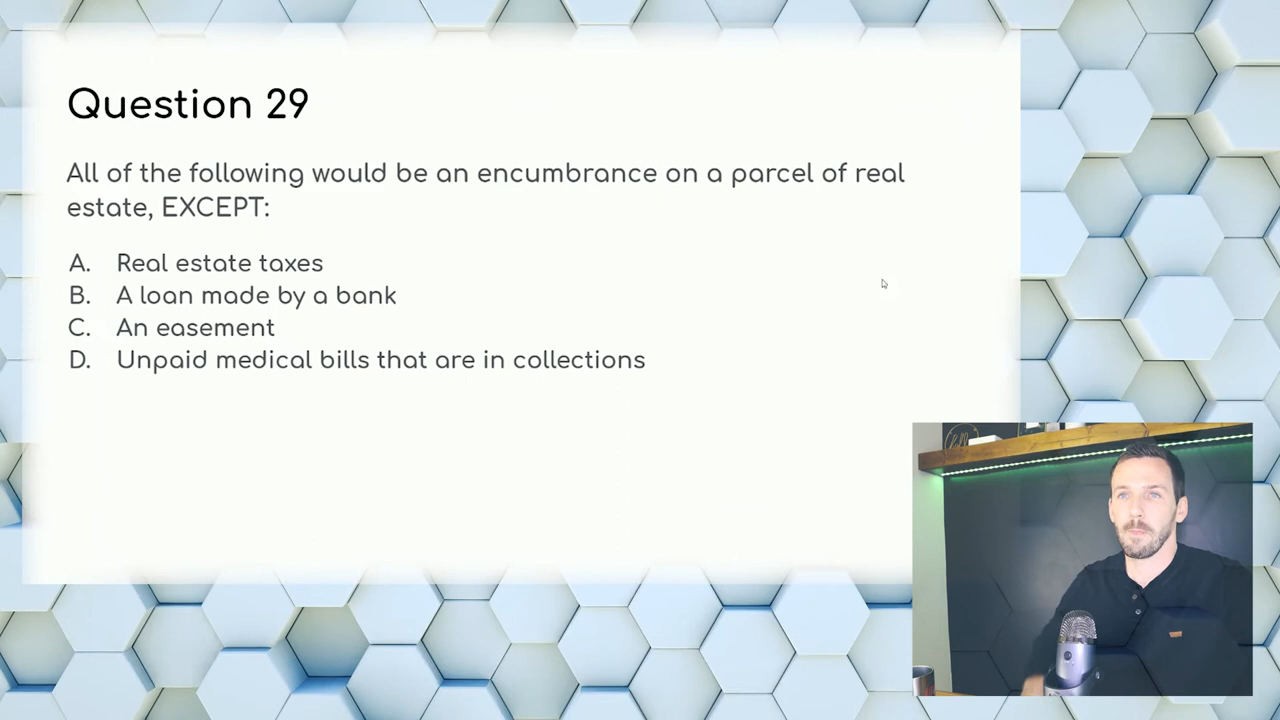 Question 29
All of the following would be an encumbrance on a parcel of real
estate, EXCEPT:
A. Real estate taxes
B. A loan made by a bank
C. An easement
D. Unpaid medical bills that are in collections